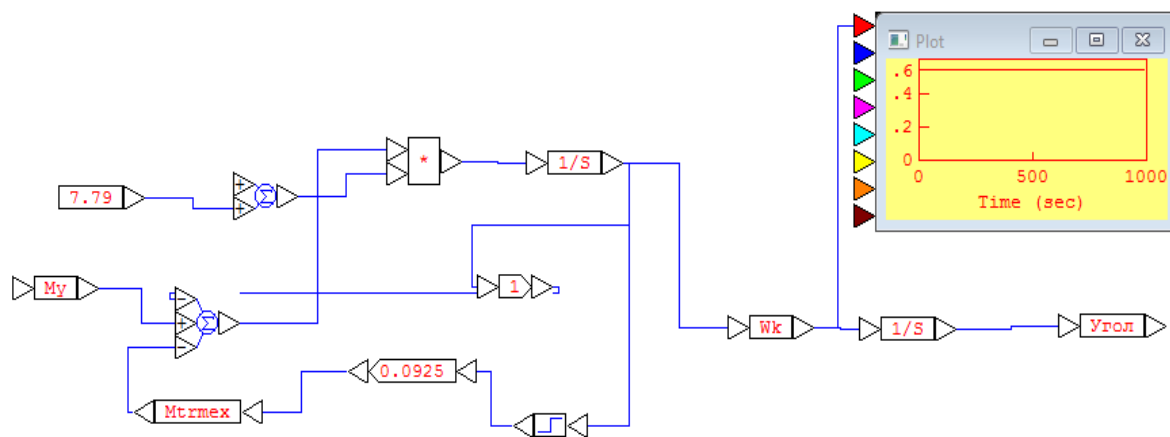 Plot
.6
.4
.2
0
0 500 1000
Time (sec)
*
1/S
7.79
+
+
Σ
My
-
+
-
Σ
1
Wk
1/S
Угол
0.0925
Mtrmex